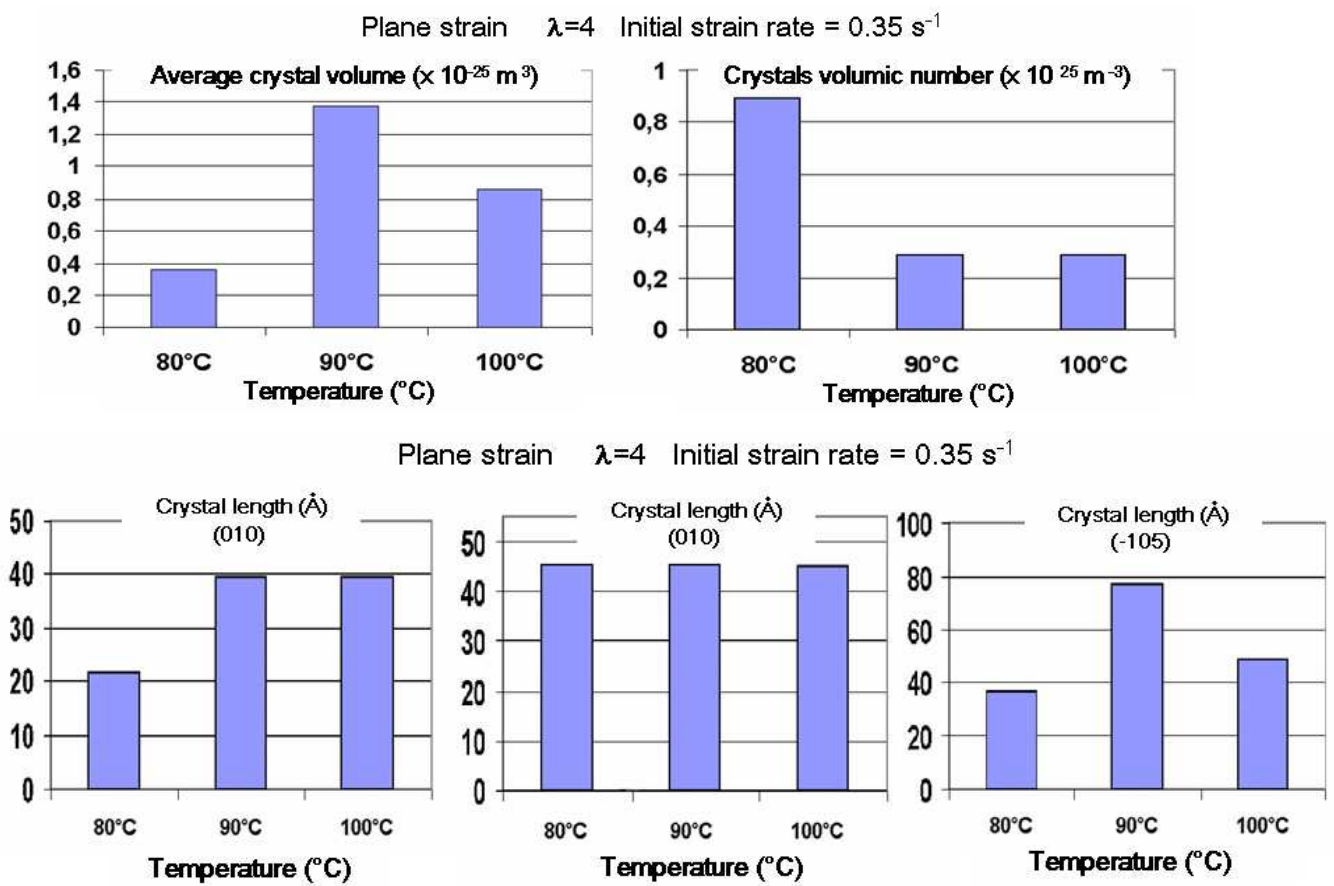 Plane strain λ=4 Initial strain rate = 0.35 s⁻¹
Average crystal volume (x 10⁻²⁵ m³)
1,6
1,4
1,2
1
0,8
0,6
0,4
0,2
0
80°C 90°C 100°C
Temperature (°C)
Crystals volumic number (x 10²⁵ m⁻³)
1
0,8
0,6
0,4
0,2
0
80°C 90°C 100°C
Temperature (°C)
Plane strain λ=4 Initial strain rate = 0.35 s⁻¹
Crystal length (Å)
(010)
50
40
30
20
10
0
80°C 90°C 100°C
Temperature (°C)
Crystal length (Å)
(010)
50
40
30
20
10
0
80°C 90°C 100°C
Temperature (°C)
Crystal length (Å)
(-105)
100
80
60
40
20
0
80°C 90°C 100°C
Temperature (°C)